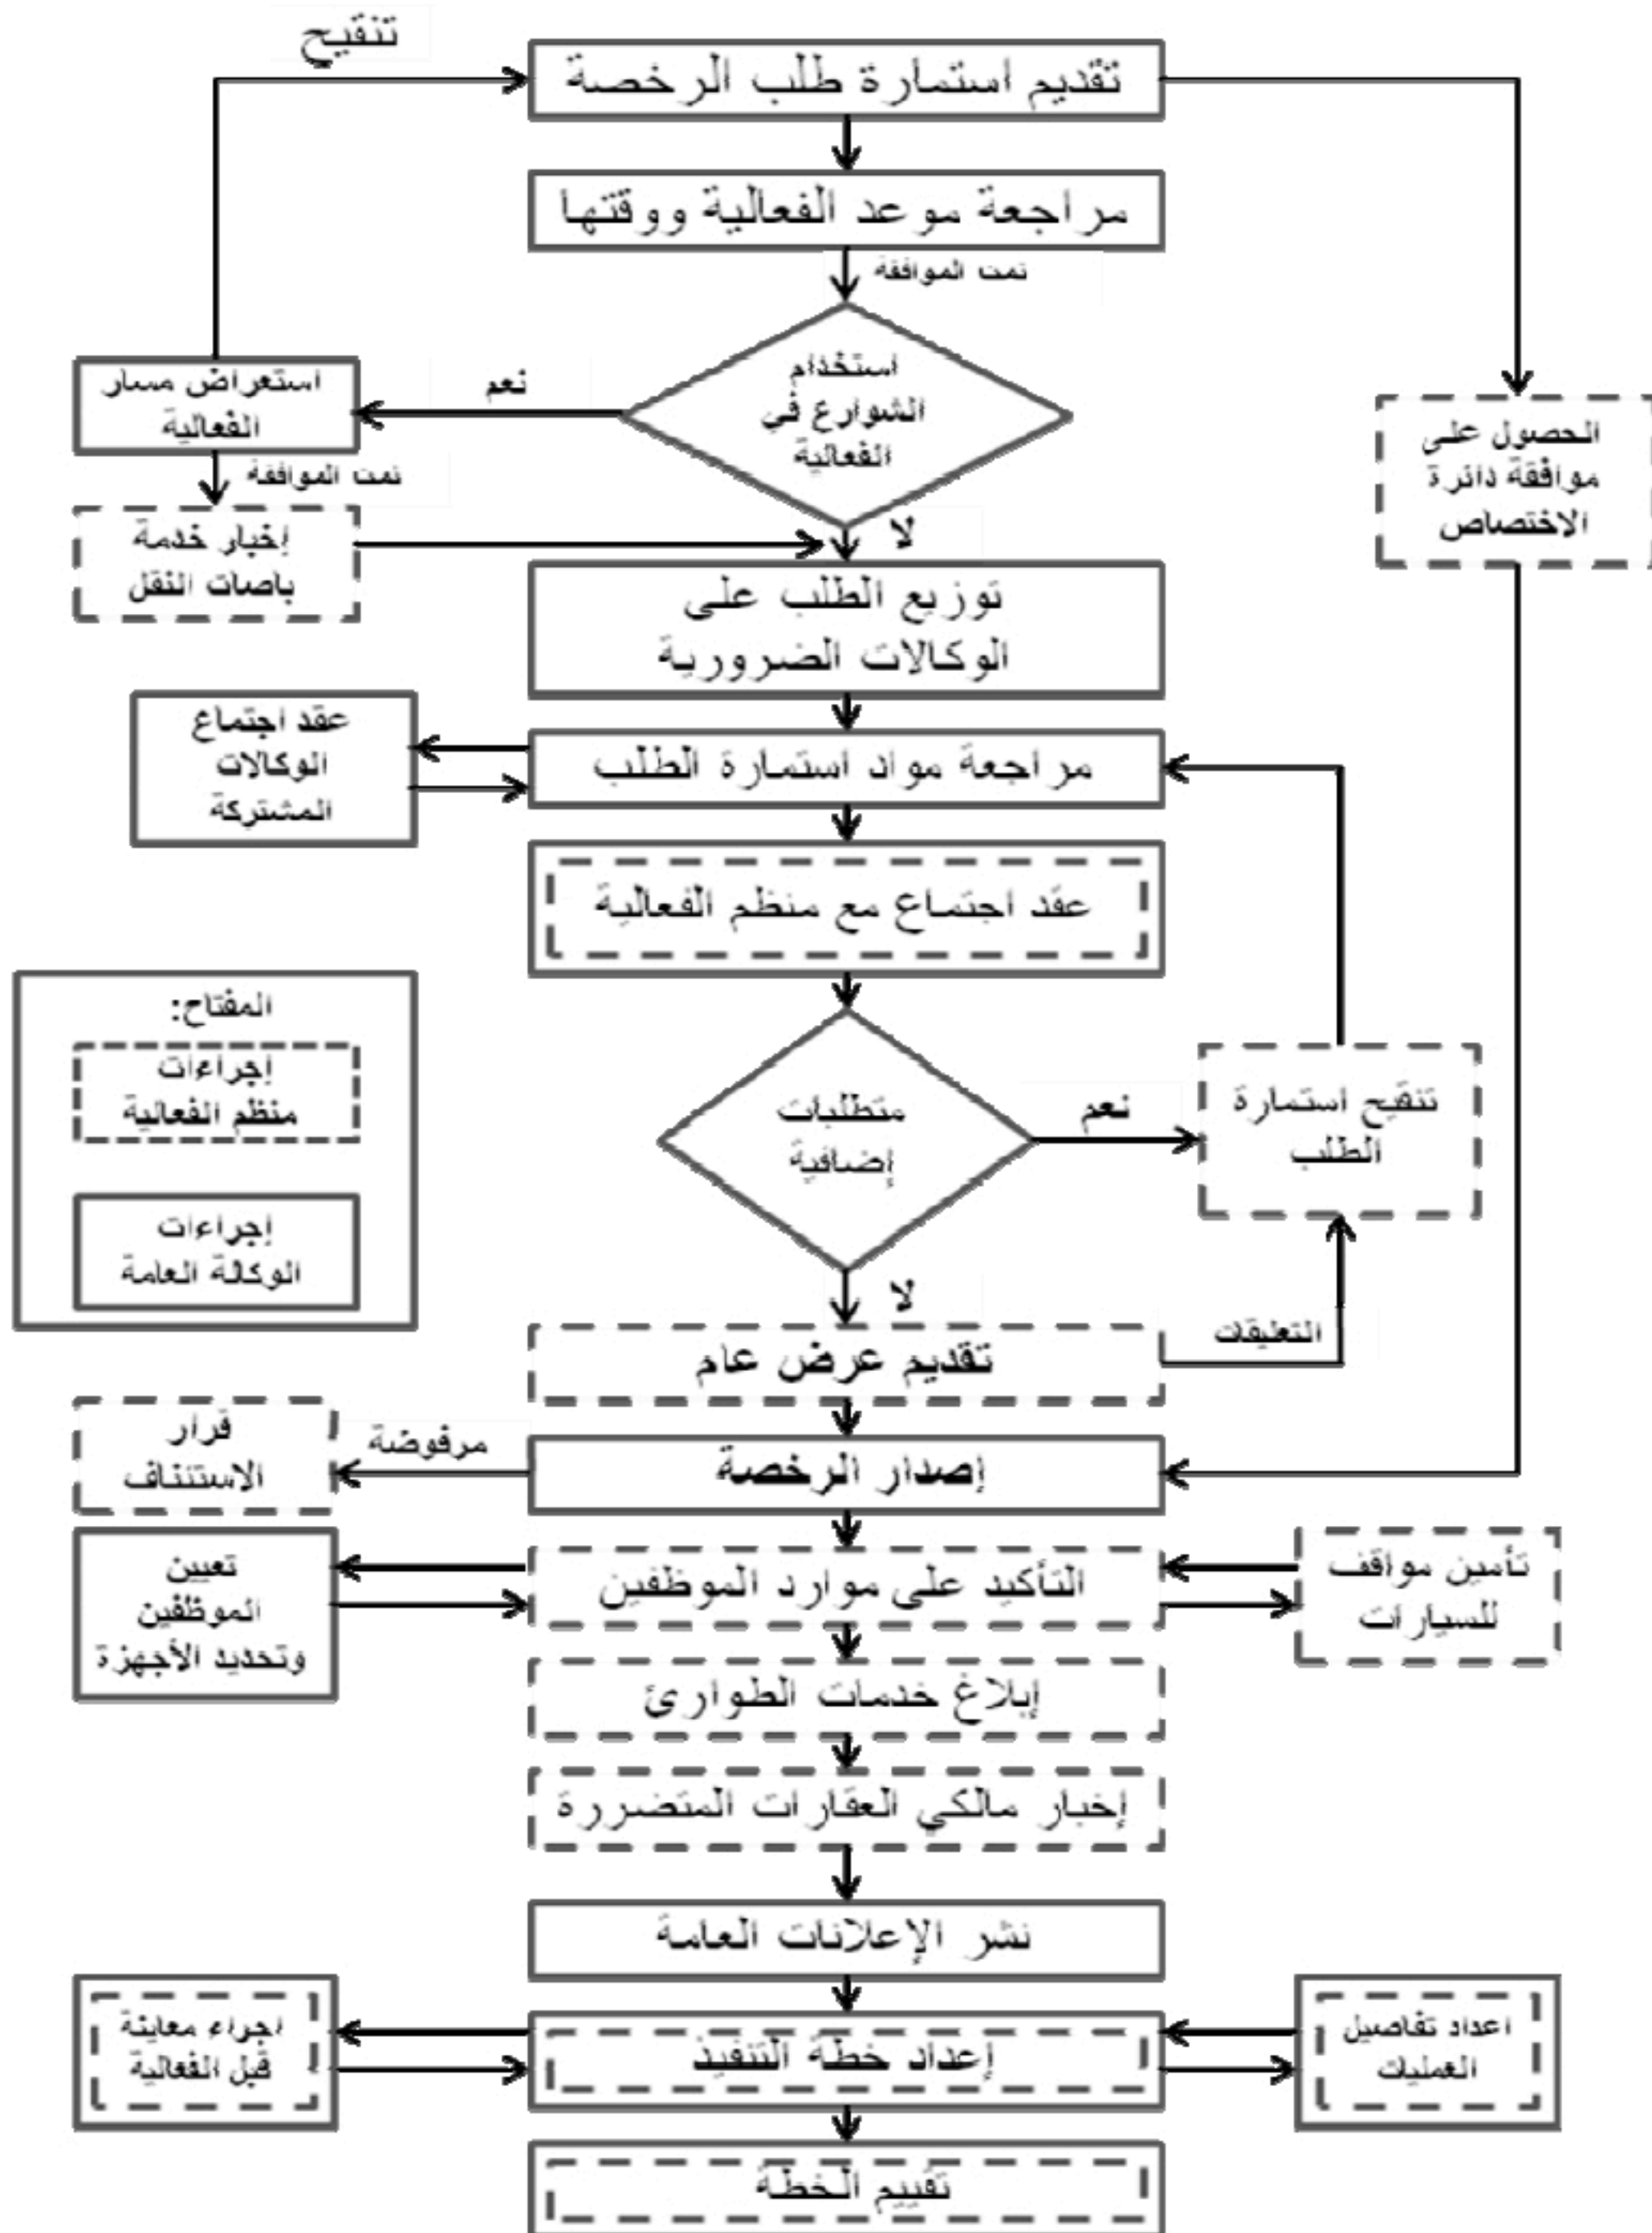 تنقيح
تقديم استمارة طلب الرخصة
مراجعة موعد الفعالية ووقتها
تمت الموافقة
استخدام
الشوارع في
الفعالية
نعم
استعراض مسار
الفعالية
تمت الموافقة
إخبار خدمة
باصات النقل
لا
الحصول على
موافقة دائرة
الاختصاص
توزيع الطلب على
الوكالات الضرورية
مراجعة مواد استمارة الطلب
عقد اجتماع
الوكالات
المشتركة
عقد اجتماع مع منظم الفعالية
المفتاح:
إجراءات
منظم الفعالية
إجراءات
الوكالة العامة
متطلبات
إضافية
نعم
تنقيح استمارة
الطلب
لا
تقديم عرض عام
التعليقات
إصدار الرخصة
مرفوضة
قرار
الاستئناف
التأكيد على موارد الموظفين
تأمين مواقف
للسيارات
تعيين
الموظفين
وتحديد الأجهزة
إبلاغ خدمات الطوارئ
إخبار مالكي العقارات المتضررة
نشر الإعلانات العامة
إعداد خطة التنفيذ
اعداد تفاصيل
العمليات
اجراء معاينة
قبل الفعالية
تقييم الخطة